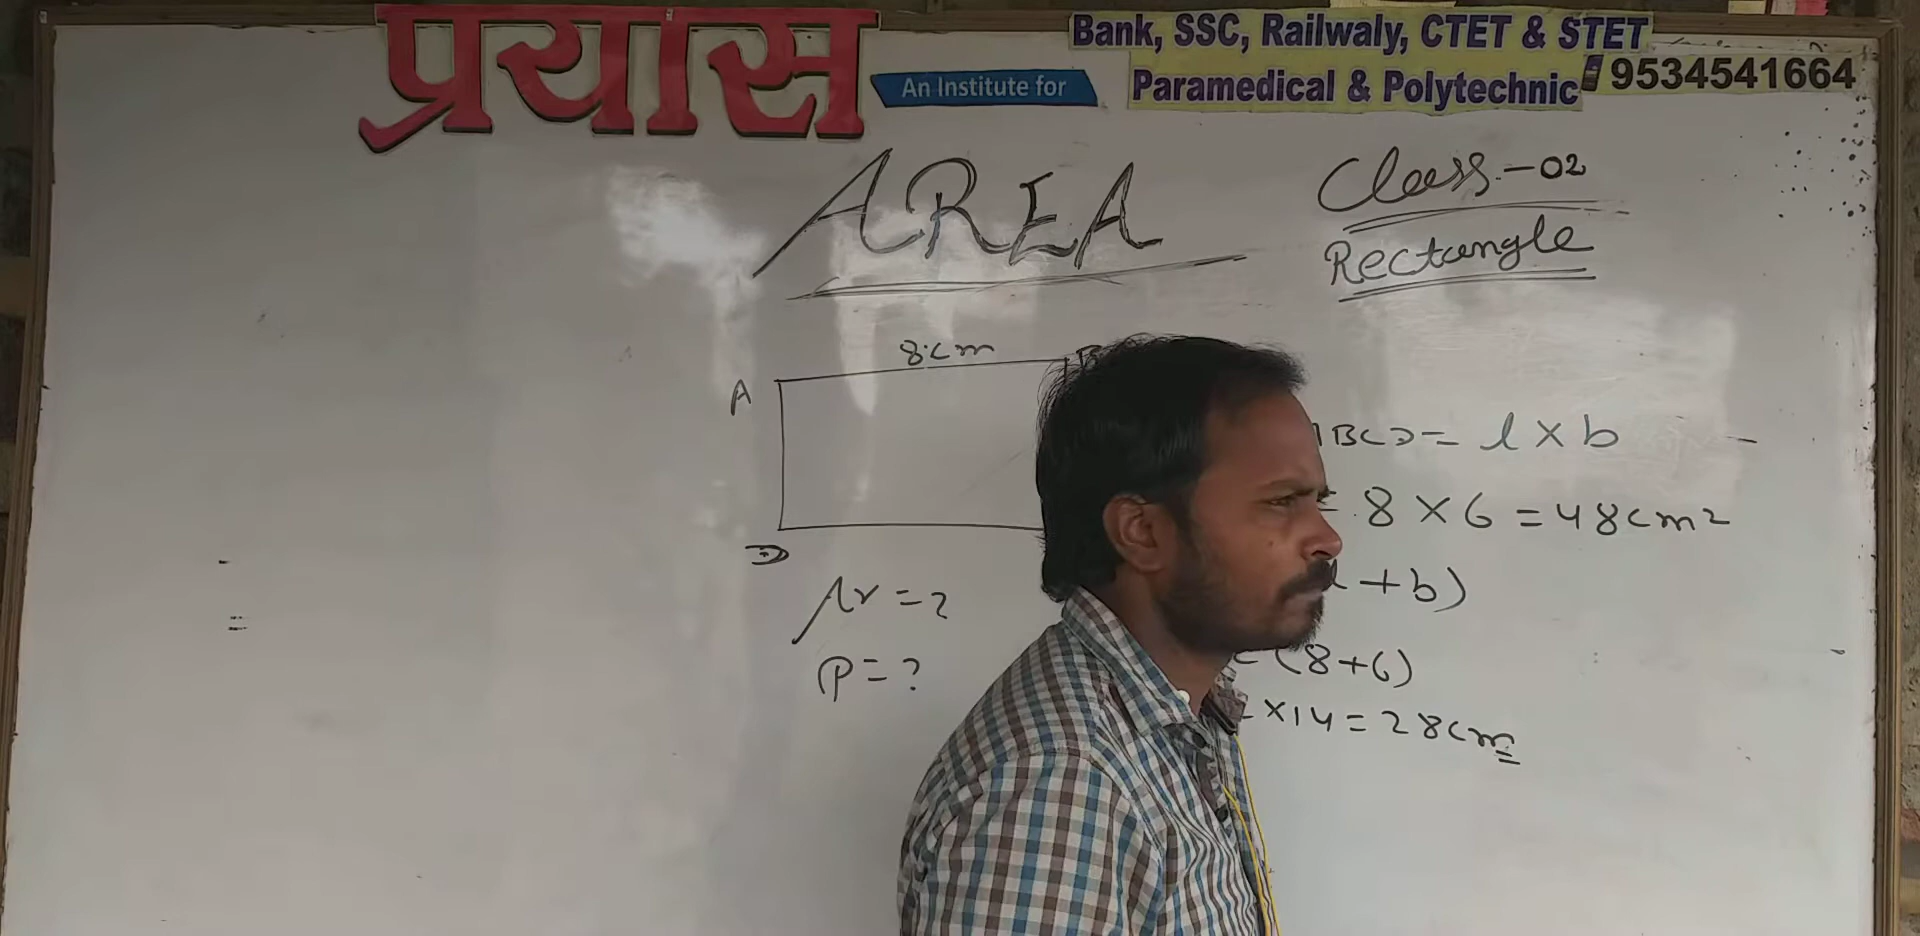 प्रयास
An Institute for
Bank, SSC, Railwaly, CTET & STET
Paramedical & Polytechnic 9534541664
AREA
Class-02
Rectangle
8cm
A B
D
BCD = l × b
= 8 × 6 = 48cm²
+ b)
(8+6)
×14 = 28cm
Ar = ?
P = ?